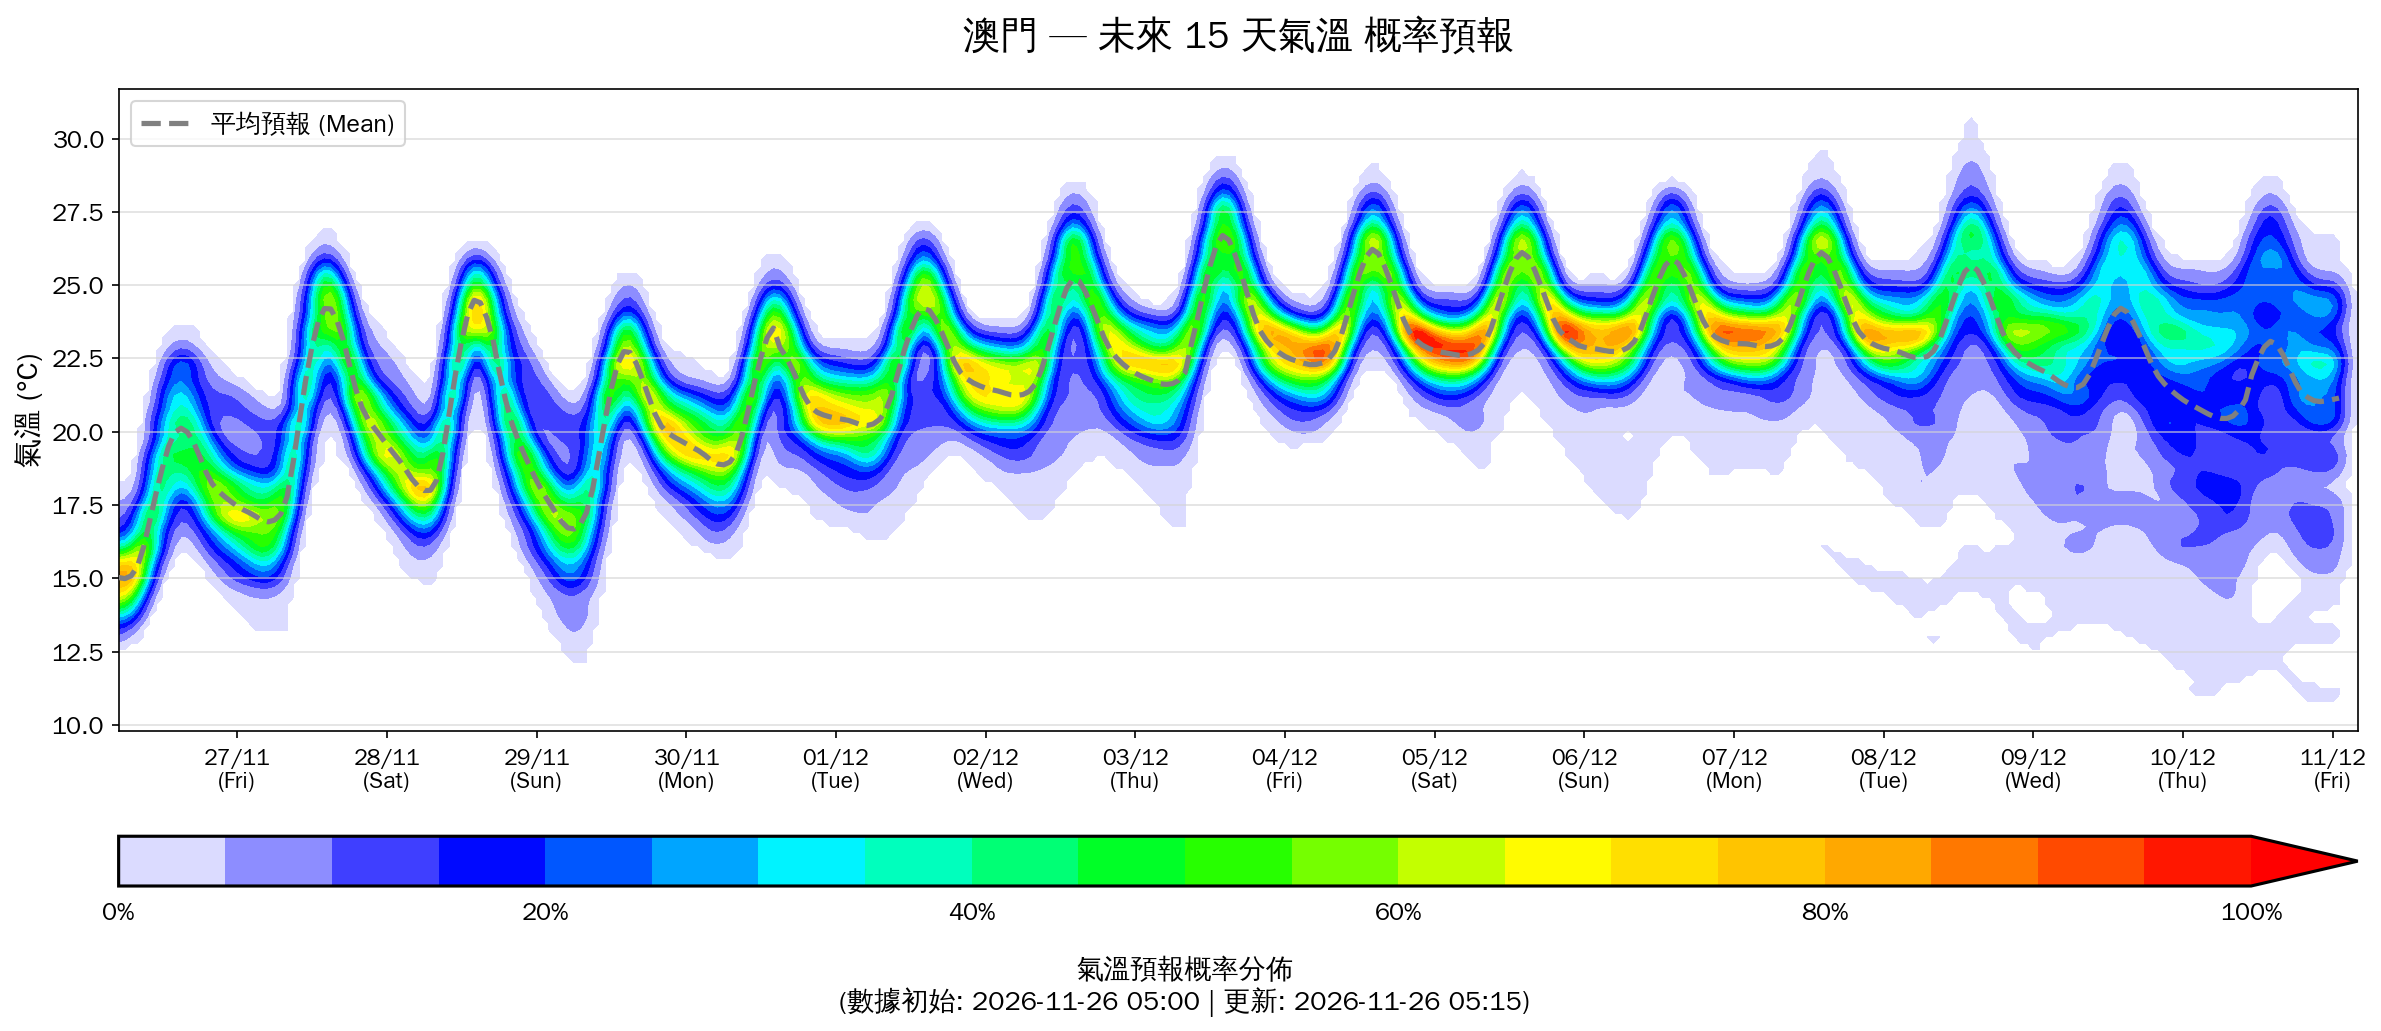 澳門 — 未來 15 天氣溫 概率預報
平均預報 (Mean)
氣溫 (°C)
30.0
27.5
25.0
22.5
20.0
17.5
15.0
12.5
10.0
27/11 28/11 29/11 30/11 01/12 02/12 03/12 04/12 05/12 06/12 07/12 08/12 09/12 10/12 11/12
(Fri) (Sat) (Sun) (Mon) (Tue) (Wed) (Thu) (Fri) (Sat) (Sun) (Mon) (Tue) (Wed) (Thu) (Fri)
0% 20% 40% 60% 80% 100%
氣溫預報概率分佈
(數據初始: 2026-11-26 05:00 | 更新: 2026-11-26 05:15)